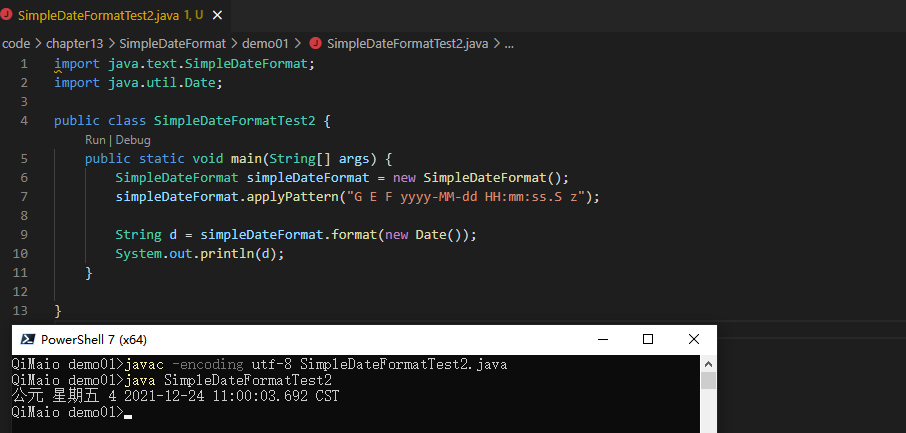 SimpleDateFormatTest2.java 1, U
code > chapter13 > SimpleDateFormat > demo01 > SimpleDateFormatTest2.java > ...
1 import java.text.SimpleDateFormat;
2 import java.util.Date;
3
4 public class SimpleDateFormatTest2 {
Run | Debug
5 public static void main(String[] args) {
6 SimpleDateFormat simpleDateFormat = new SimpleDateFormat();
7 simpleDateFormat.applyPattern("G E F yyyy-MM-dd HH:mm:ss.S z");
8
9 String d = simpleDateFormat.format(new Date());
10 System.out.println(d);
11 }
12
13 }
PowerShell 7 (x64)
QiMaio demo01>javac -encoding utf-8 SimpleDateFormatTest2.java
QiMaio demo01>java SimpleDateFormatTest2
公元 星期五 4 2021-12-24 11:00:03.692 CST
QiMaio demo01>